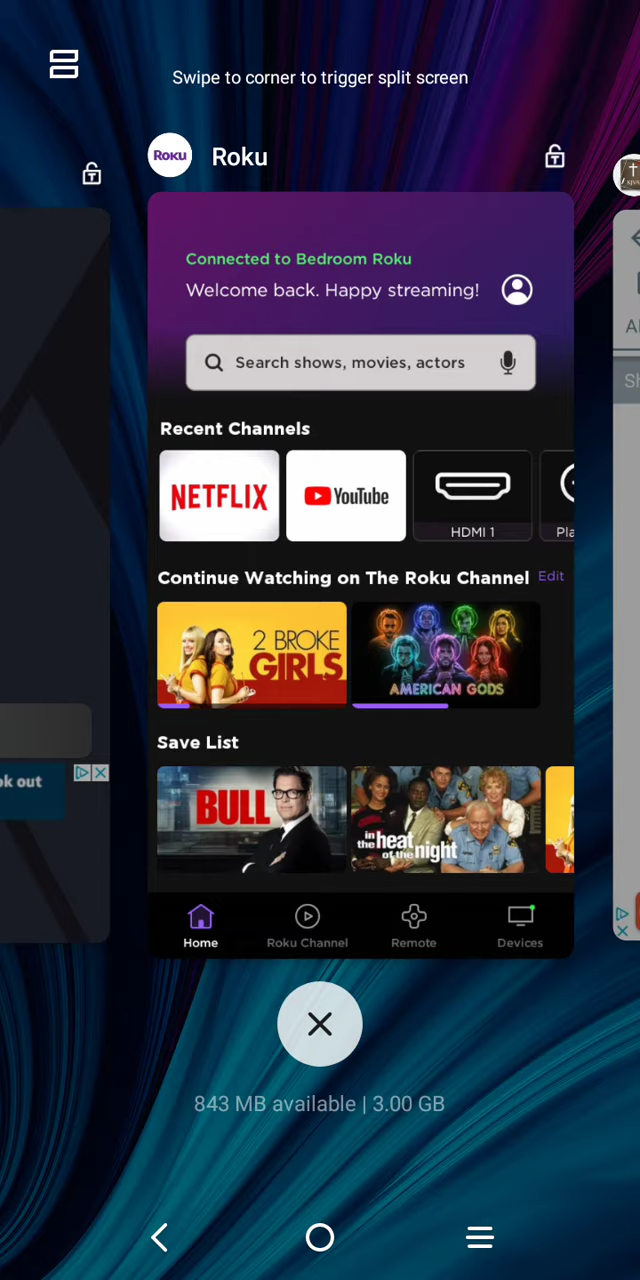 Swipe to corner to trigger split screen
Roku
Roku
Connected to Bedroom Roku
Welcome back. Happy streaming!
Search shows, movies, actors
Recent Channels
NETFLIX
YouTube
HDMI 1
Pla
Continue Watching on The Roku Channel
Edit
2 BROKE
GIRLS
AMERICAN GODS
ok out
Save List
BULL
in the heat of the night
Home
Roku Channel
Remote
Devices
843 MB available | 3.00 GB